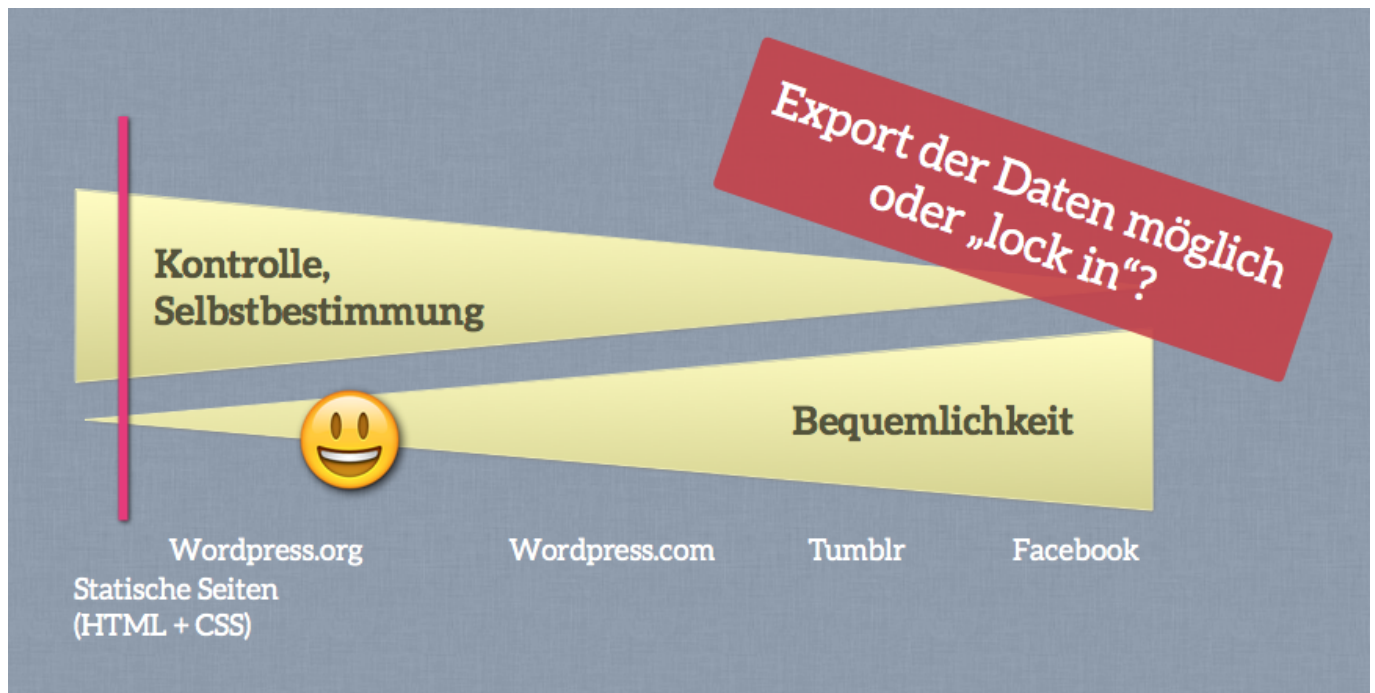 Export der Daten möglich
oder „lock in“?
Kontrolle,
Selbstbestimmung
Bequemlichkeit
Wordpress.org
Wordpress.com
Tumblr
Facebook
Statische Seiten
(HTML + CSS)